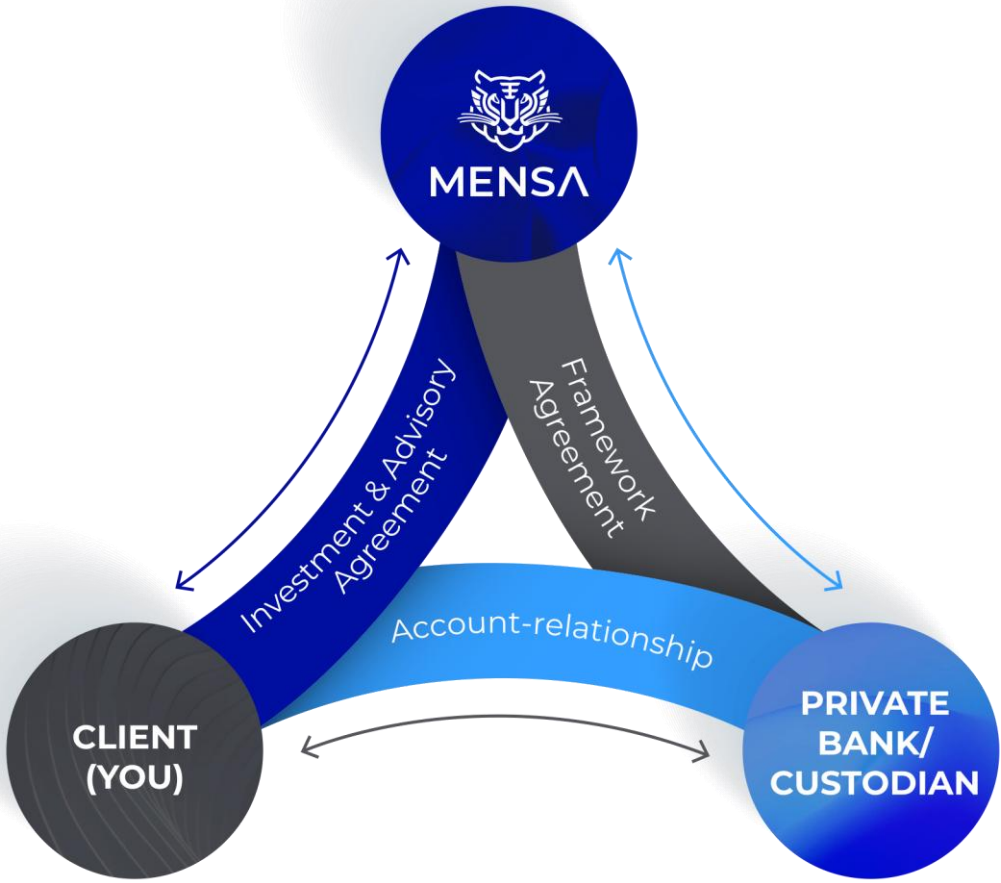 MENSA
Investment & Advisory
Agreement
Framework
Agreement
Account-relationship
CLIENT
(YOU)
PRIVATE
BANK/
CUSTODIAN